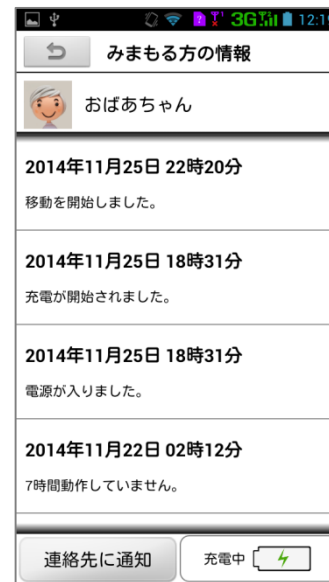 3G 12:19
みまもる方の情報
おばあちゃん
2014年11月25日 22時20分
移動を開始しました。
2014年11月25日 18時31分
充電が開始されました。
2014年11月25日 18時31分
電源が入りました。
2014年11月22日 02時12分
7時間動作していません。
連絡先に通知
充電中